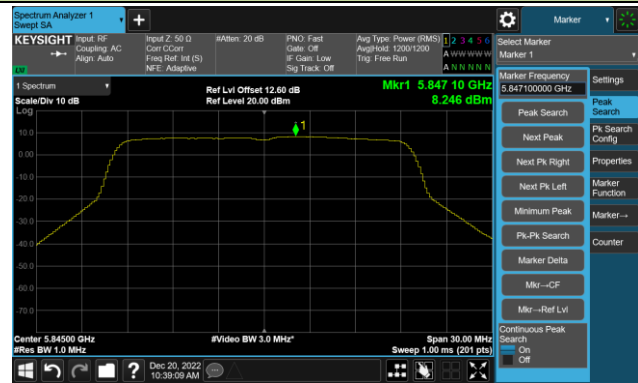 Spectrum Analyzer 1
Swept SA
Marker
KEYSIGHT
Input: RF
Coupling: AC
Align: Auto
Input Z: 50 Ω
Corr CCorr
Freq Ref: Int (S)
NFE: Adaptive
#Atten: 20 dB
PNO: Fast
Gate: Off
IF Gain: Low
Sig Track: Off
Avg Type: Power (RMS)
Avg|Hold: 1200/1200
Trig: Free Run
1 2 3 4 5 6
A W W W W W
A N N N N N
LXI
Select Marker
Marker 1
1 Spectrum
Scale/Div 10 dB
Ref Lvl Offset 12.60 dB
Ref Level 20.00 dBm
Mkr1 5.847 10 GHz
8.246 dBm
Log
10.0
0.00
-10.0
-20.0
-30.0
-40.0
-50.0
-60.0
-70.0
1
Center 5.84500 GHz
#Res BW 1.0 MHz
#Video BW 3.0 MHz*
Span 30.00 MHz
Sweep 1.00 ms (201 pts)
Marker Frequency
5.847100000 GHz
Peak Search
Next Peak
Next Pk Right
Next Pk Left
Minimum Peak
Pk-Pk Search
Marker Delta
Mkr→CF
Mkr→Ref Lvl
Continuous Peak
Search
On
Off
Settings
Peak
Search
Pk Search
Config
Properties
Marker
Function
Marker→
Counter
?
Dec 20, 2022
10:39:09 AM